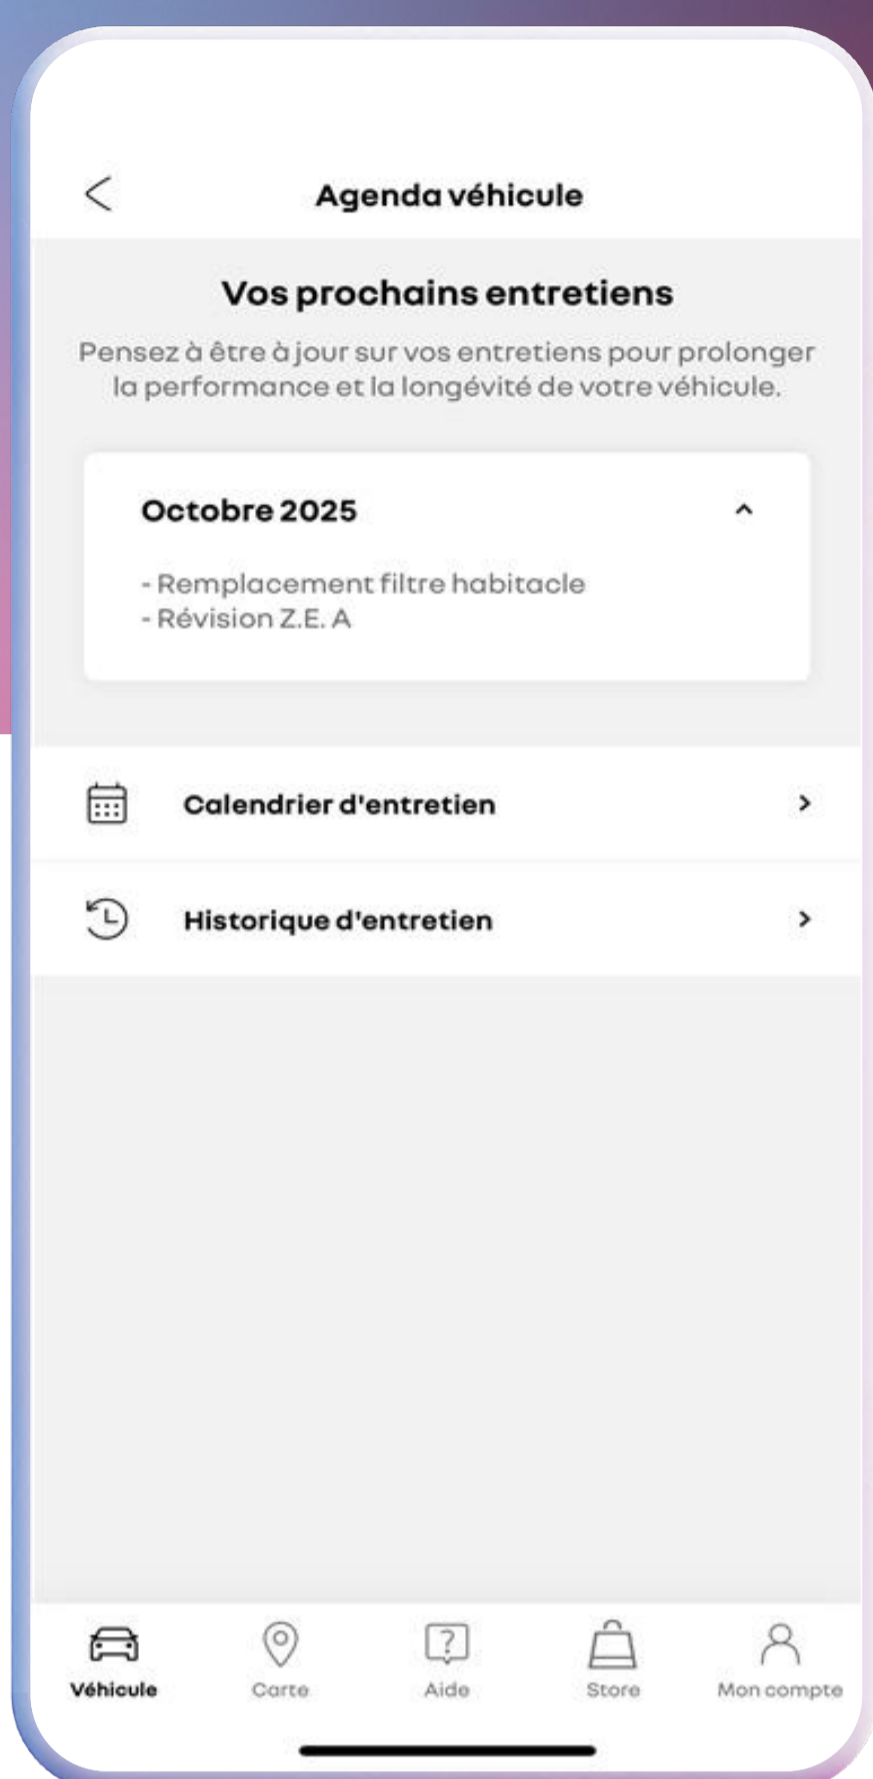 Agenda véhicule
Vos prochains entretiens
Pensez à être à jour sur vos entretiens pour prolonger
la performance et la longévité de votre véhicule.
Octobre 2025
- Remplacement filtre habitacle
- Révision Z.E. A
Calendrier d'entretien
Historique d'entretien
Véhicule
Carte
Aide
Store
Mon compte